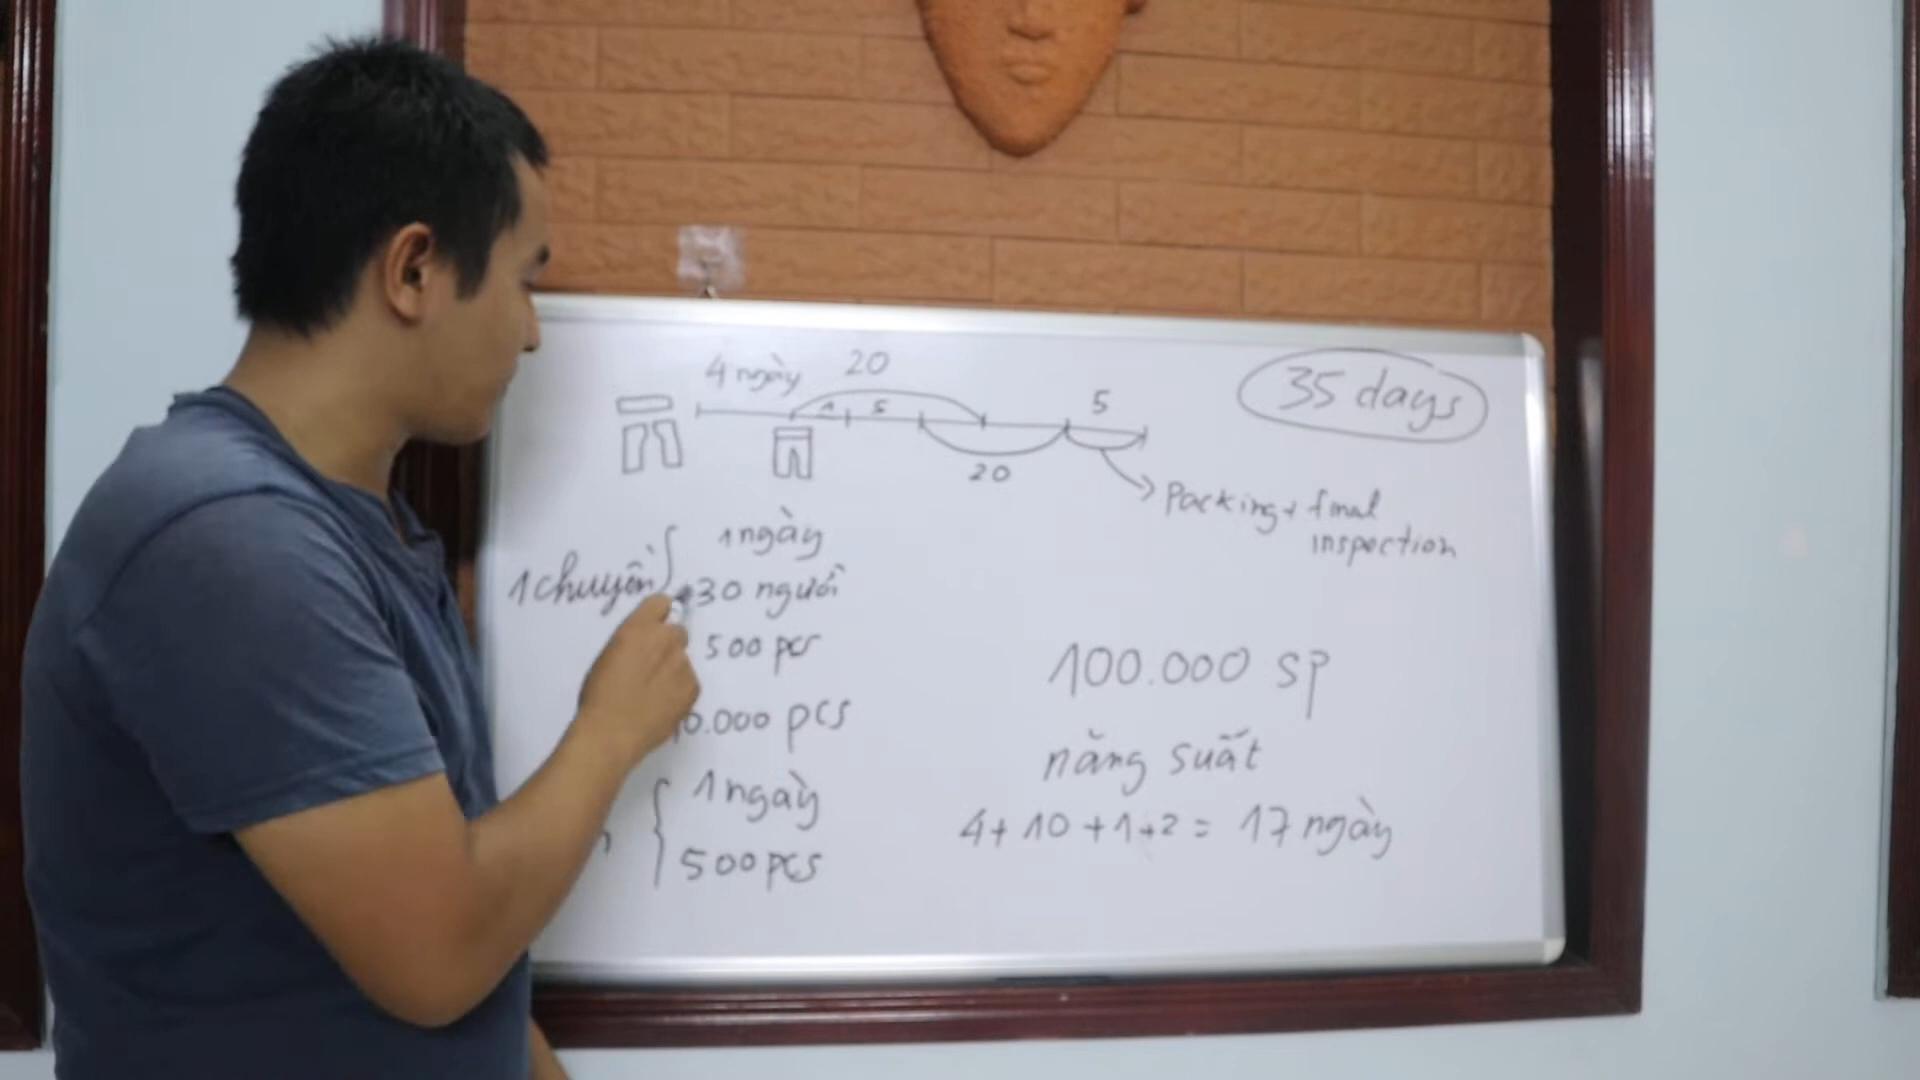 4 ngày 20
1 5
5
35 days
20
Packing + final
inspection
1 chuyền
1 ngày
30 người
500 pcs
0.000 pcs
1 ngày
500 pcs
100.000 sp
năng suất
4 + 10 + 1 + 2 = 17 ngày